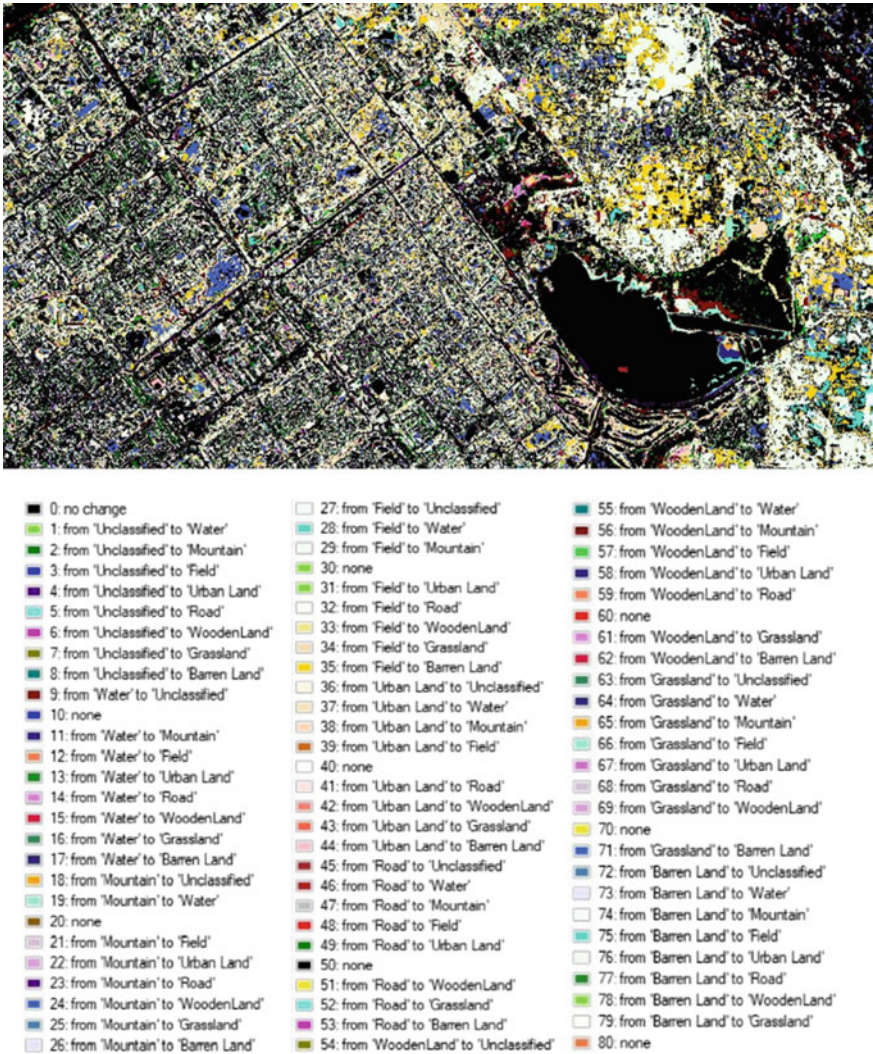 0: no change
1: from 'Unclassified' to 'Water'
2: from 'Unclassified' to 'Mountain'
3: from 'Unclassified' to 'Field'
4: from 'Unclassified' to 'Urban Land'
5: from 'Unclassified' to 'Road'
6: from 'Unclassified' to 'WoodenLand'
7: from 'Unclassified' to 'Grassland'
8: from 'Unclassified' to 'Barren Land'
9: from 'Water' to 'Unclassified'
10: none
11: from 'Water' to 'Mountain'
12: from 'Water' to 'Field'
13: from 'Water' to 'Urban Land'
14: from 'Water' to 'Road'
15: from 'Water' to 'WoodenLand'
16: from 'Water' to 'Grassland'
17: from 'Water' to 'Barren Land'
18: from 'Mountain' to 'Unclassified'
19: from 'Mountain' to 'Water'
20: none
21: from 'Mountain' to 'Field'
22: from 'Mountain' to 'Urban Land'
23: from 'Mountain' to 'Road'
24: from 'Mountain' to 'WoodenLand'
25: from 'Mountain' to 'Grassland'
26: from 'Mountain' to 'Barren Land'
27: from 'Field' to 'Unclassified'
28: from 'Field' to 'Water'
29: from 'Field' to 'Mountain'
30: none
31: from 'Field' to 'Urban Land'
32: from 'Field' to 'Road'
33: from 'Field' to 'WoodenLand'
34: from 'Field' to 'Grassland'
35: from 'Field' to 'Barren Land'
36: from 'Urban Land' to 'Unclassified'
37: from 'Urban Land' to 'Water'
38: from 'Urban Land' to 'Mountain'
39: from 'Urban Land' to 'Field'
40: none
41: from 'Urban Land' to 'Road'
42: from 'Urban Land' to 'WoodenLand'
43: from 'Urban Land' to 'Grassland'
44: from 'Urban Land' to 'Barren Land'
45: from 'Road' to 'Unclassified'
46: from 'Road' to 'Water'
47: from 'Road' to 'Mountain'
48: from 'Road' to 'Field'
49: from 'Road' to 'Urban Land'
50: none
51: from 'Road' to 'WoodenLand'
52: from 'Road' to 'Grassland'
53: from 'Road' to 'Barren Land'
54: from 'WoodenLand' to 'Unclassified'
55: from 'WoodenLand' to 'Water'
56: from 'WoodenLand' to 'Mountain'
57: from 'WoodenLand' to 'Field'
58: from 'WoodenLand' to 'Urban Land'
59: from 'WoodenLand' to 'Road'
60: none
61: from 'WoodenLand' to 'Grassland'
62: from 'WoodenLand' to 'Barren Land'
63: from 'Grassland' to 'Unclassified'
64: from 'Grassland' to 'Water'
65: from 'Grassland' to 'Mountain'
66: from 'Grassland' to 'Field'
67: from 'Grassland' to 'Urban Land'
68: from 'Grassland' to 'Road'
69: from 'Grassland' to 'WoodenLand'
70: none
71: from 'Grassland' to 'Barren Land'
72: from 'Barren Land' to 'Unclassified'
73: from 'Barren Land' to 'Water'
74: from 'Barren Land' to 'Mountain'
75: from 'Barren Land' to 'Field'
76: from 'Barren Land' to 'Urban Land'
77: from 'Barren Land' to 'Road'
78: from 'Barren Land' to 'WoodenLand'
79: from 'Barren Land' to 'Grassland'
80: none